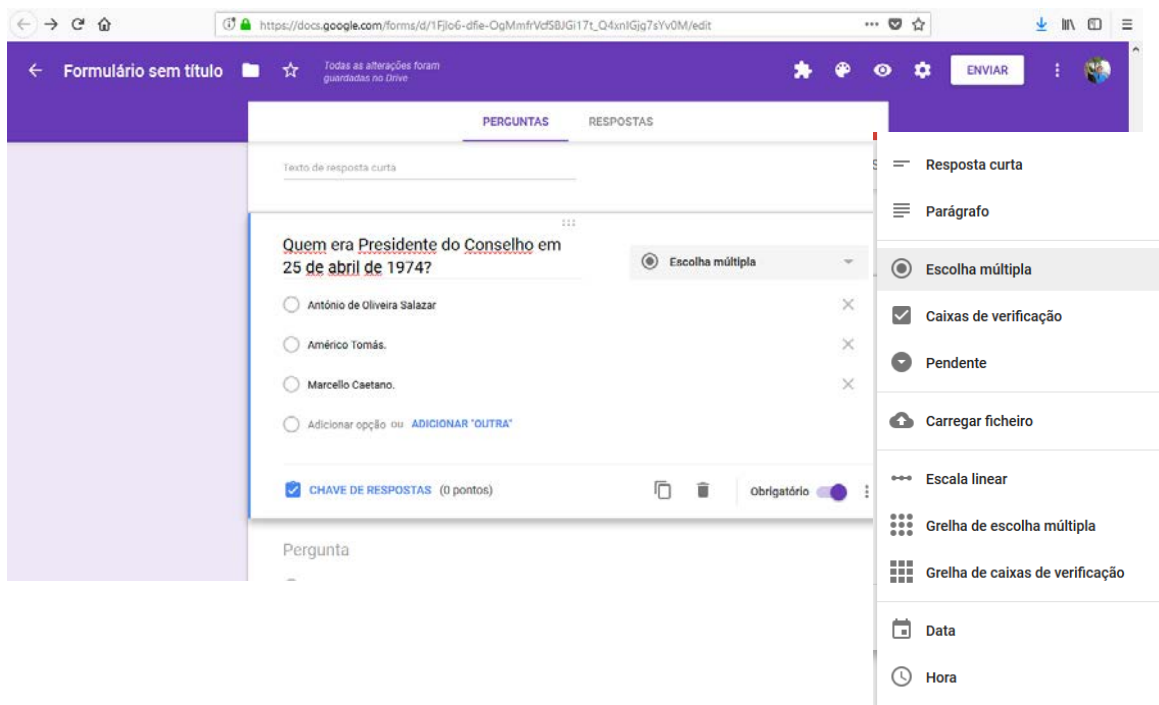 https://docs.google.com/forms/d/1Fjlo6-dfie-OgMmfrVdSBJGi17t_Q4xnIGjg7sYv0M/edit
Formulário sem título
Todas as alterações foram
guardadas no Drive
ENVIAR
PERGUNTAS RESPOSTAS
Texto de resposta curta
Quem era Presidente do Conselho em
25 de abril de 1974?
Escolha múltipla
António de Oliveira Salazar
Américo Tomás.
Marcello Caetano.
Adicionar opção ou ADICIONAR "OUTRA"
CHAVE DE RESPOSTAS (0 pontos)
Obrigatório
Pergunta
Resposta curta
Parágrafo
Escolha múltipla
Caixas de verificação
Pendente
Carregar ficheiro
Escala linear
Grelha de escolha múltipla
Grelha de caixas de verificação
Data
Hora